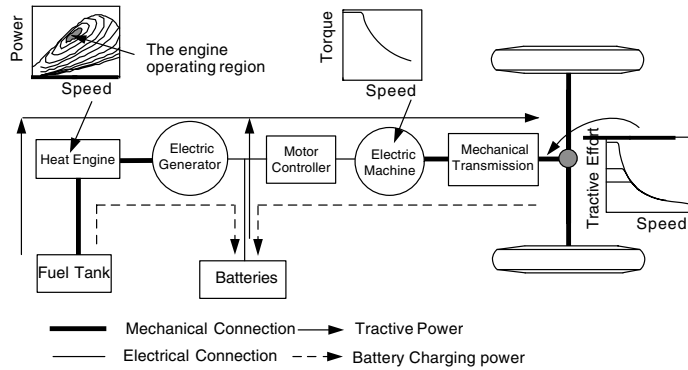 Power
The engine
operating region
Speed
Torque
Speed
Heat Engine
Electric
Generator
Motor
Controller
Electric
Machine
Mechanical
Transmission
Tractive Effort
Speed
Fuel Tank
Batteries
Mechanical Connection
Tractive Power
Electrical Connection
Battery Charging power